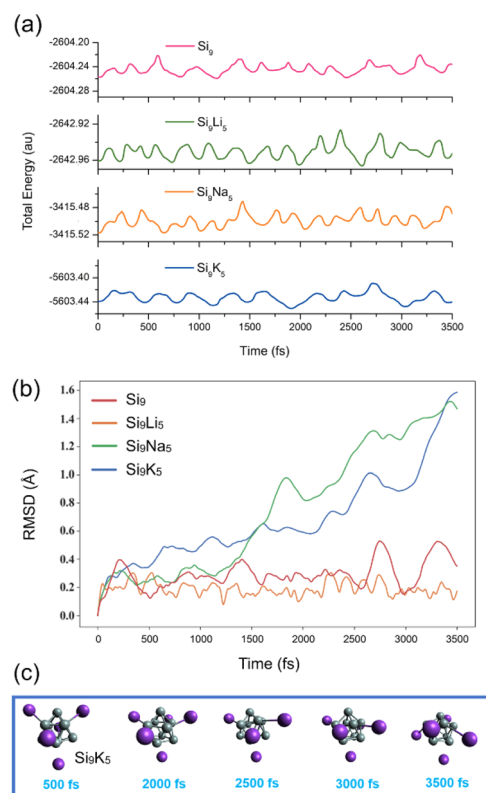 (a)
-2604.20
-2604.24
-2604.28
Si₉
-2642.92
-2642.96
Si₉Li₅
-3415.48
-3415.52
Si₉Na₅
-5603.40
-5603.44
Si₉K₅
Total Energy (au)
0 500 1000 1500 2000 2500 3000 3500
Time (fs)
(b)
1.6
1.4
1.2
1.0
0.8
0.6
0.4
0.2
0.0
Si₉
Si₉Li₅
Si₉Na₅
Si₉K₅
RMSD (Å)
0 500 1000 1500 2000 2500 3000 3500
Time (fs)
(c)
Si₉K₅
500 fs 2000 fs 2500 fs 3000 fs 3500 fs